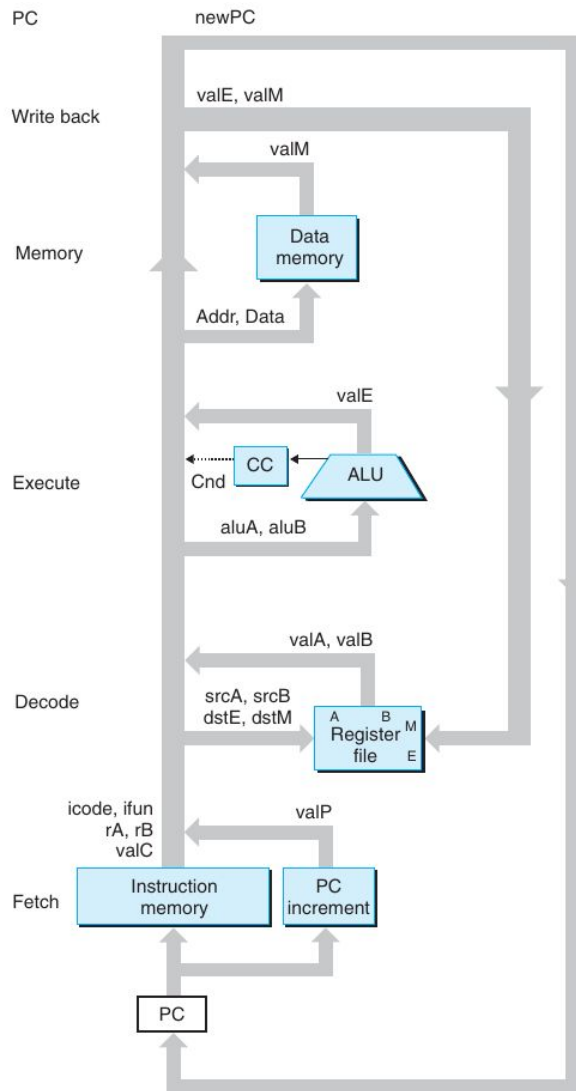 PC
newPC
valE, valM
Write back
valM
Data
memory
Memory
Addr, Data
valE
CC
ALU
Cnd
Execute
aluA, aluB
valA, valB
Decode
srcA, srcB
dstE, dstM
A
B
M
Register
file
E
icode, ifun
rA, rB
valC
valP
Fetch
Instruction
memory
PC
increment
PC